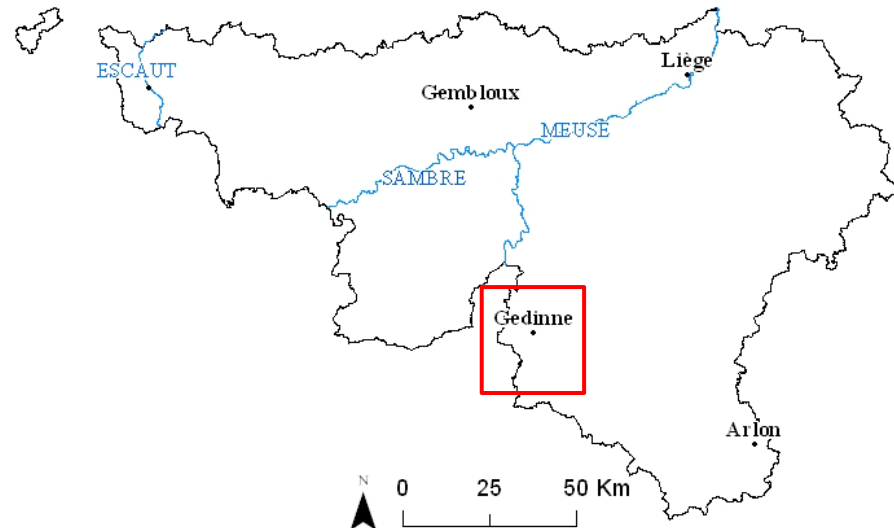 Liège
ESCAUT
Gembloux
MEUSE
SAMBRE
Gedinne
Arlon
N
0 25 50 Km